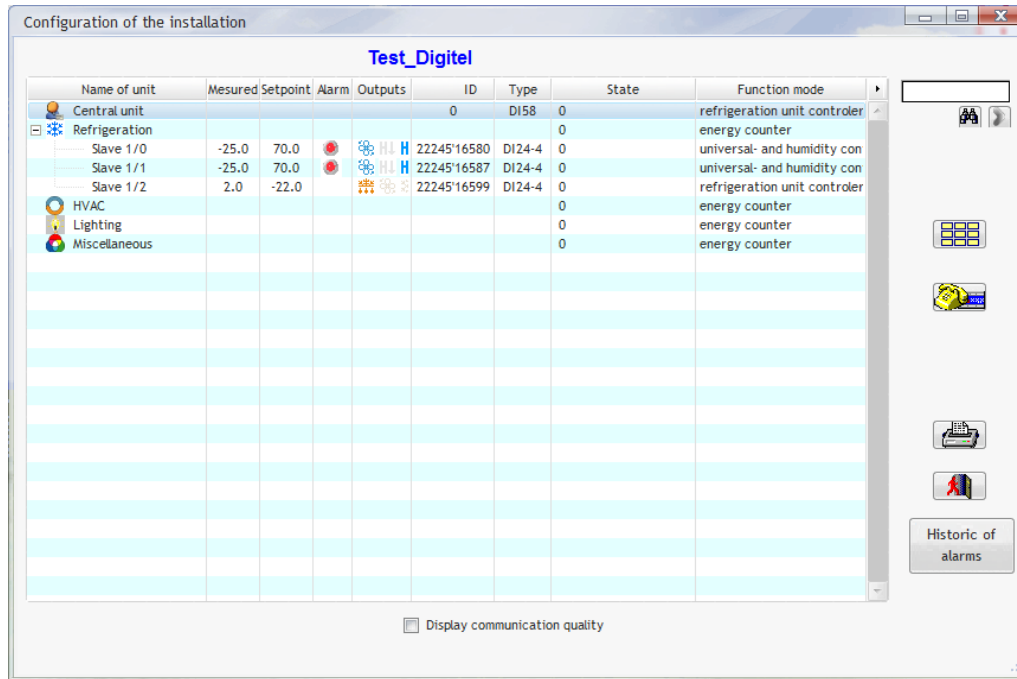 Configuration of the installation
Test_Digitel
Name of unit Mesured Setpoint Alarm Outputs ID Type State Function mode
Central unit 0 DI58 0 refrigeration unit controler
Refrigeration 0 energy counter
Slave 1/0 -25.0 70.0 H↓ H 22245'16580 DI24-4 0 universal- and humidity con
Slave 1/1 -25.0 70.0 H↓ H 22245'16587 DI24-4 0 universal- and humidity con
Slave 1/2 2.0 -22.0 22245'16599 DI24-4 0 refrigeration unit controler
HVAC 0 energy counter
Lighting 0 energy counter
Miscellaneous 0 energy counter
Historic of
alarms
Display communication quality